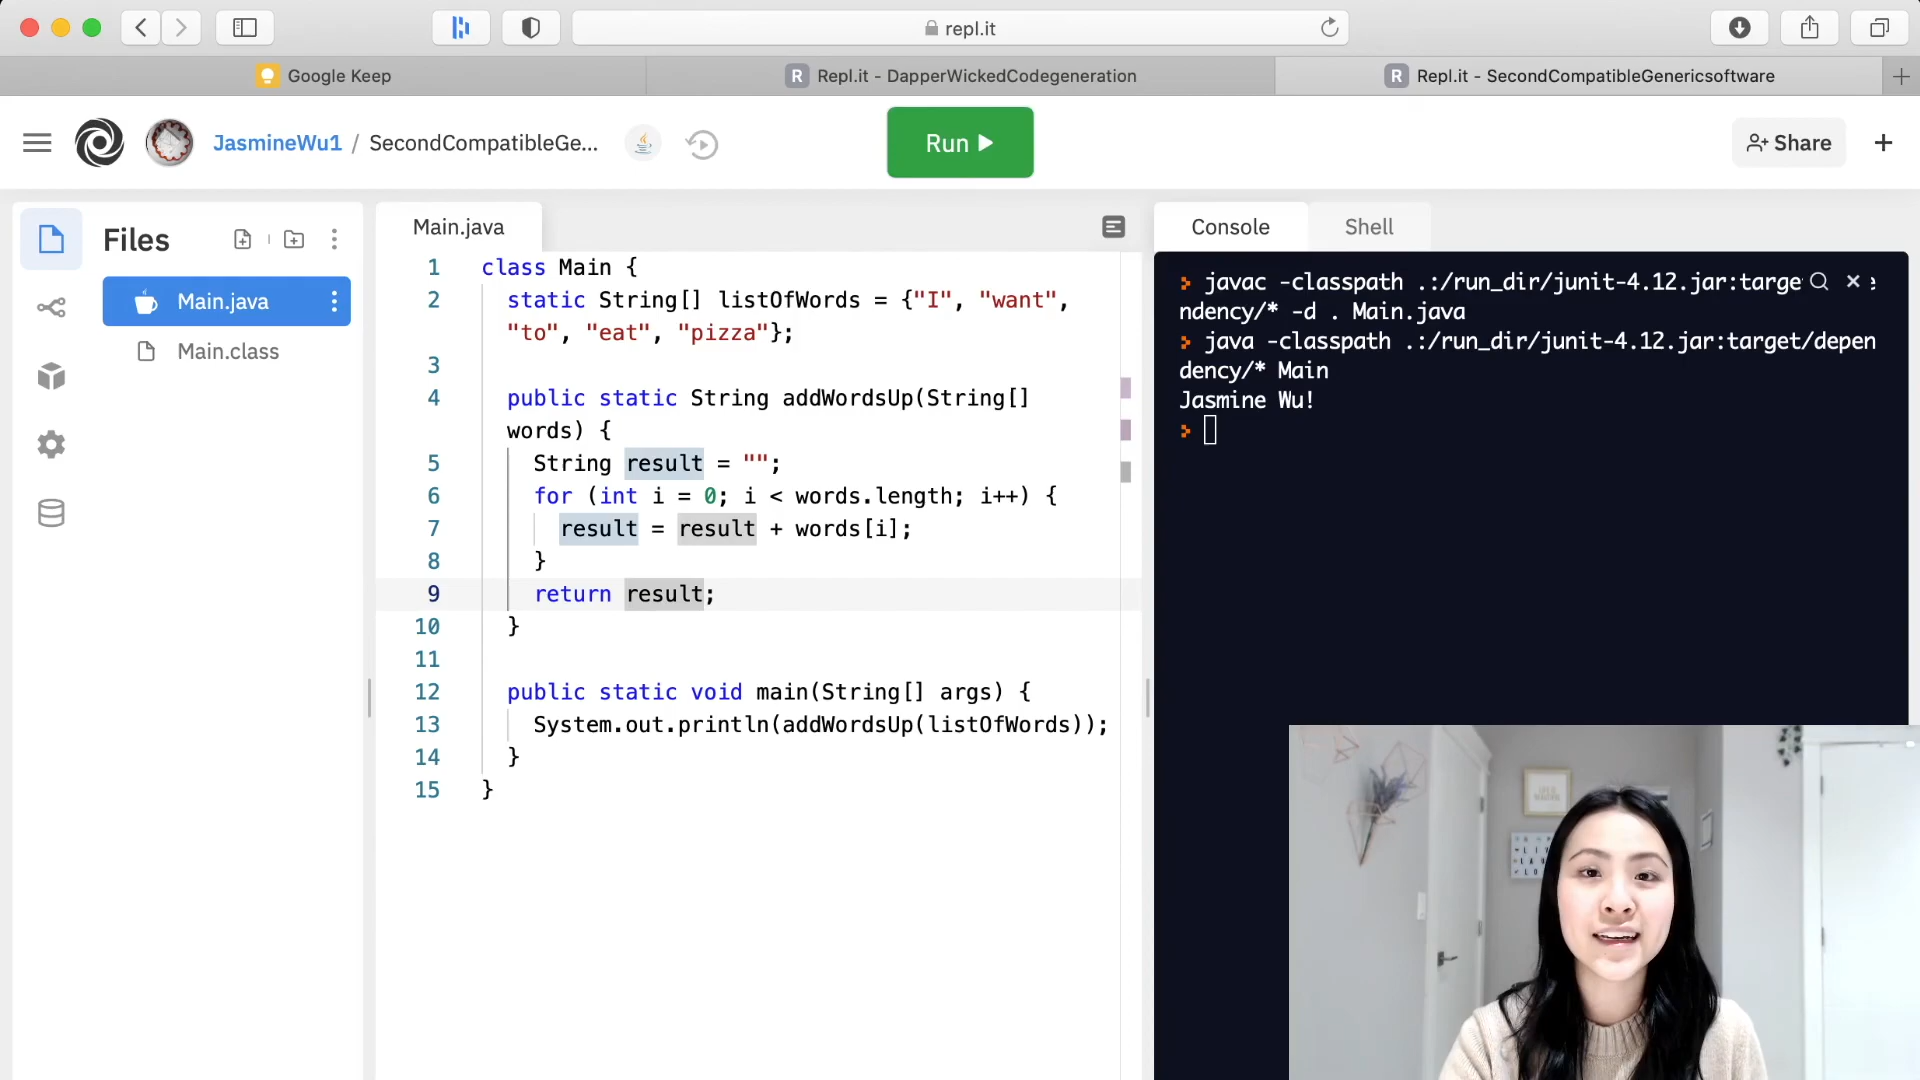 repl.it
Google Keep
R Repl.it - DapperWickedCodegeneration
R Repl.it - SecondCompatibleGenericsoftware
JasmineWu1 / SecondCompatibleGe...
Run
Share
Files
Main.java
Main.class
Main.java
1 class Main {
2 static String[] listOfWords = {"I", "want",
"to", "eat", "pizza"};
3
4 public static String addWordsUp(String[]
words) {
5 String result = "";
6 for (int i = 0; i < words.length; i++) {
7 result = result + words[i];
8 }
9 return result;
10 }
11
12 public static void main(String[] args) {
13 System.out.println(addWordsUp(listOfWords));
14 }
15 }
Console
Shell
javac -classpath .:/run_dir/junit-4.12.jar:targe
ndency/* -d . Main.java
java -classpath .:/run_dir/junit-4.12.jar:target/depen
dency/* Main
Jasmine Wu!